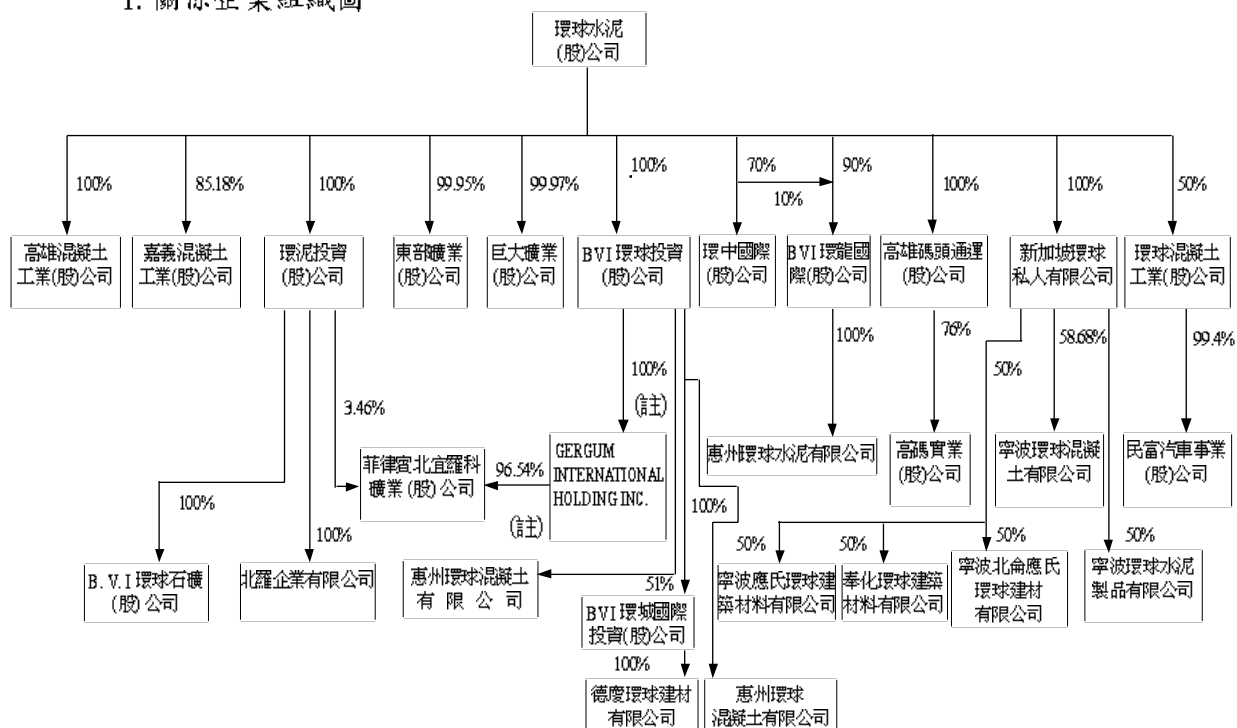 1. 關係企業組織圖
環球水泥
(股)公司
100%
85.18%
100%
99.95%
99.97%
100%
70%
10%
90%
100%
100%
50%
高雄混凝土
工業(股)公司
嘉義混凝土
工業(股)公司
環泥投資
(股)公司
東部礦業
(股)公司
巨大礦業
(股)公司
BVI環球投資
(股)公司
環中國際
(股)公司
BVI環龍國
際(股)公司
高雄碼頭通運
(股)公司
新加坡環球
私人有限公司
環球混凝土
工業(股)公司
3.46%
100%
(註)
100%
76%
50%
58.68%
99.4%
菲律賓北宜羅科
礦業(股)公司
96.54%
(註)
GERGUM
INTERNATIONAL
HOLDING INC.
惠州環球水泥有限公司
高碼實業
(股)公司
寧波環球混凝
土有限公司
民富汽車事業
(股)公司
100%
100%
100%
50%
50%
50%
50%
B.V.I環球石礦
(股)公司
北羅企業有限公司
惠州環球混凝土
有限公司
51%
BVI環城國際
投資(股)公司
寧波應氏環球建
築材料有限公司
奉化環球建築
材料有限公司
寧波北侖應氏
環球建材
有限公司
寧波環球水泥
製品有限公司
100%
德慶環球建材
有限公司
惠州環球
混凝土有限公司